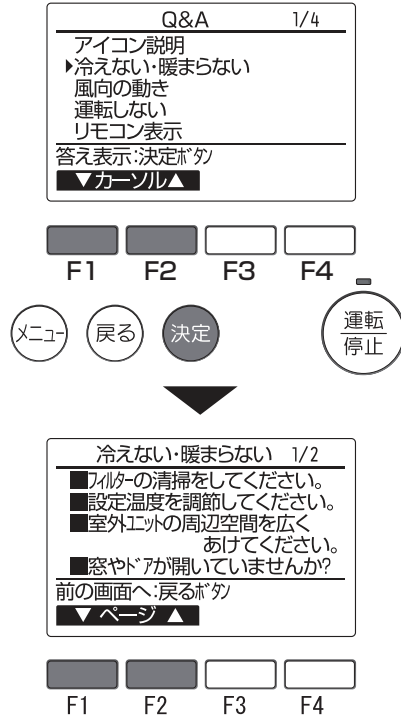 Q&A 1/4
アイコン説明
▶冷えない・暖まらない
風向の動き
運転しない
リモコン表示
答え表示:決定ボタン
▼カーソル▲
F1 F2 F3 F4
メニュー 戻る 決定 運転
停止
冷えない・暖まらない 1/2
■フィルターの清掃をしてください。
■設定温度を調節してください。
■室外ユニットの周辺空間を広く
あけてください。
■窓やドアが開いていませんか?
前の画面へ:戻るボタン
▼ ページ ▲
F1 F2 F3 F4